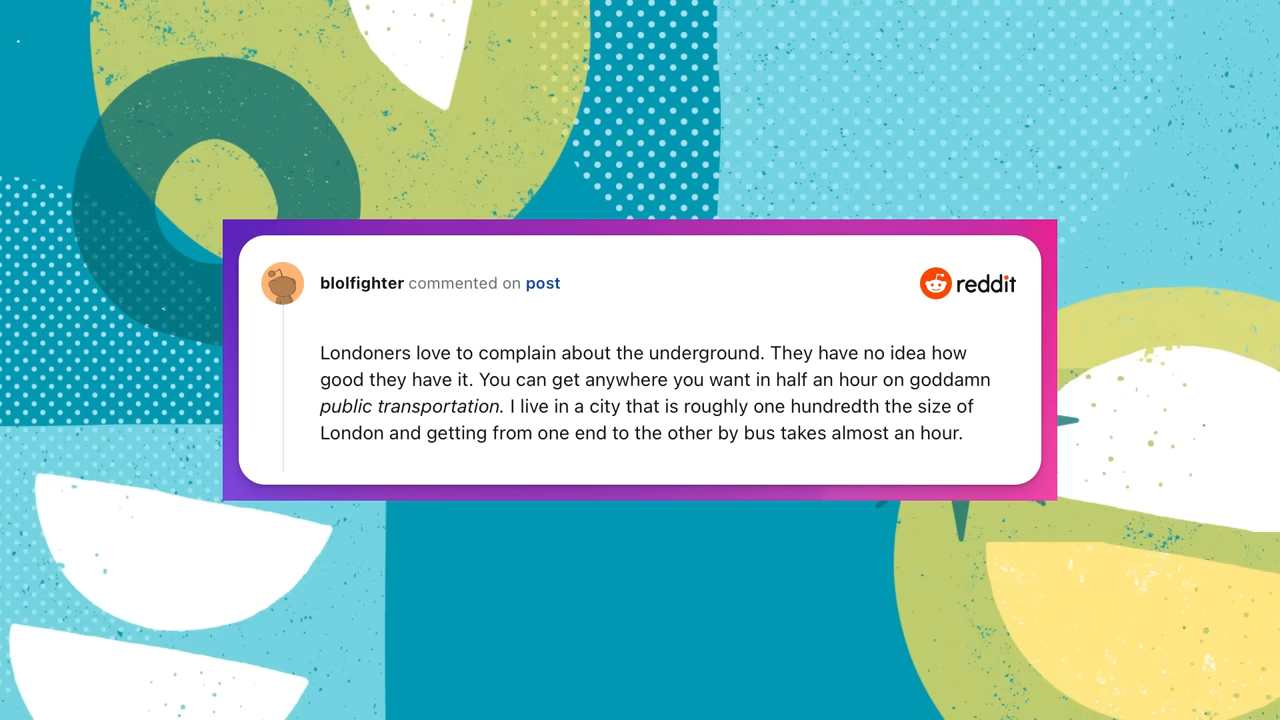 blolfighter commented on post
reddit
Londoners love to complain about the underground. They have no idea how
good they have it. You can get anywhere you want in half an hour on goddamn
public transportation. I live in a city that is roughly one hundredth the size of
London and getting from one end to the other by bus takes almost an hour.